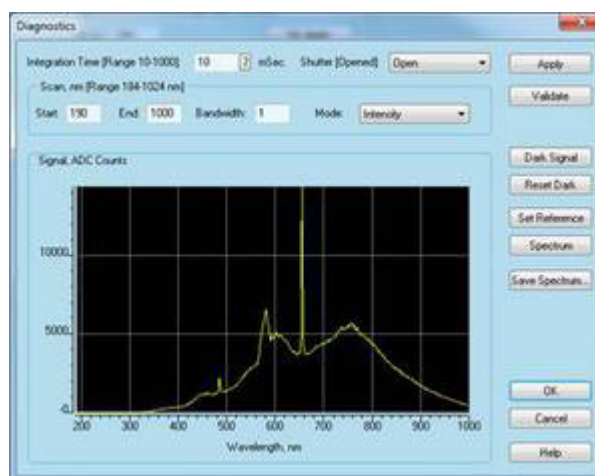 Diagnostics
Integration Time [Range 10-1000] 10 mSec. Shutter [Opened] Open
Apply
Scan, nm [Range 184-1024 nm]
Validate
Start 190 End 1000 Bandwidth: 1 Mode: Intensity
Signal, ADC Counts
Dark Signal
Reset Dark
Set Reference
Spectrum
Save Spectrum...
10000
5000
-0
200 300 400 500 600 700 800 900 1000
Wavelength, nm
OK
Cancel
Help